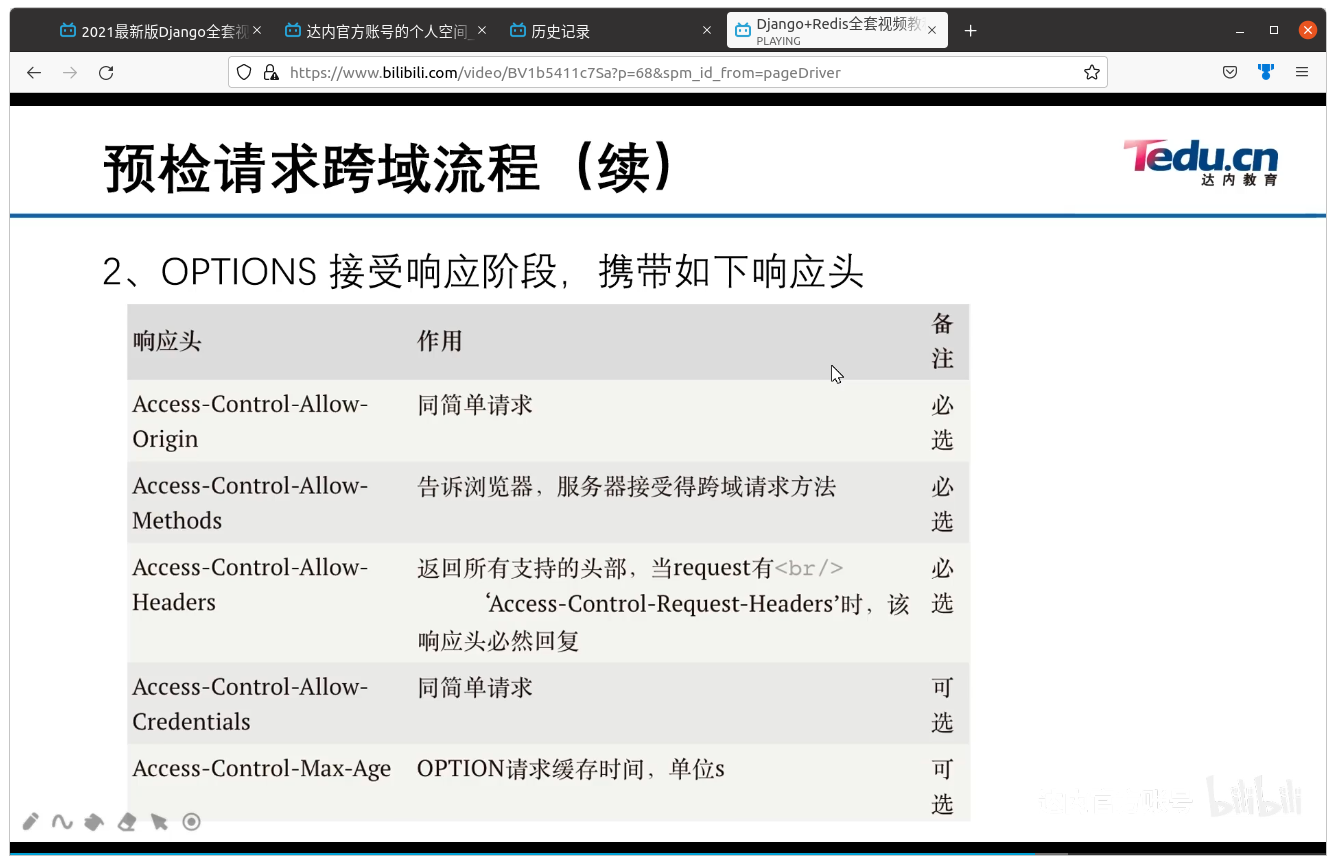 2021最新版Django全套视
达内官方账号的个人空间_
历史记录
Django+Redis全套视频教
PLAYING
https://www.bilibili.com/video/BV1b5411c7Sa?p=68&spm_id_from=pageDriver
预检请求跨域流程（续）
Tedu.cn
达内教育
2、OPTIONS 接受响应阶段，携带如下响应头
响应头 作用 备
注
Access-Control-Allow- 同简单请求 必
Origin 选
Access-Control-Allow- 告诉浏览器，服务器接受得跨域请求方法 必
Methods 选
Access-Control-Allow- 返回所有支持的头部，当request有<br/> 必
Headers ‘Access-Control-Request-Headers’时，该 选
响应头必然回复
Access-Control-Allow- 同简单请求 可
Credentials 选
Access-Control-Max-Age OPTION请求缓存时间，单位s 可
选
bilibili